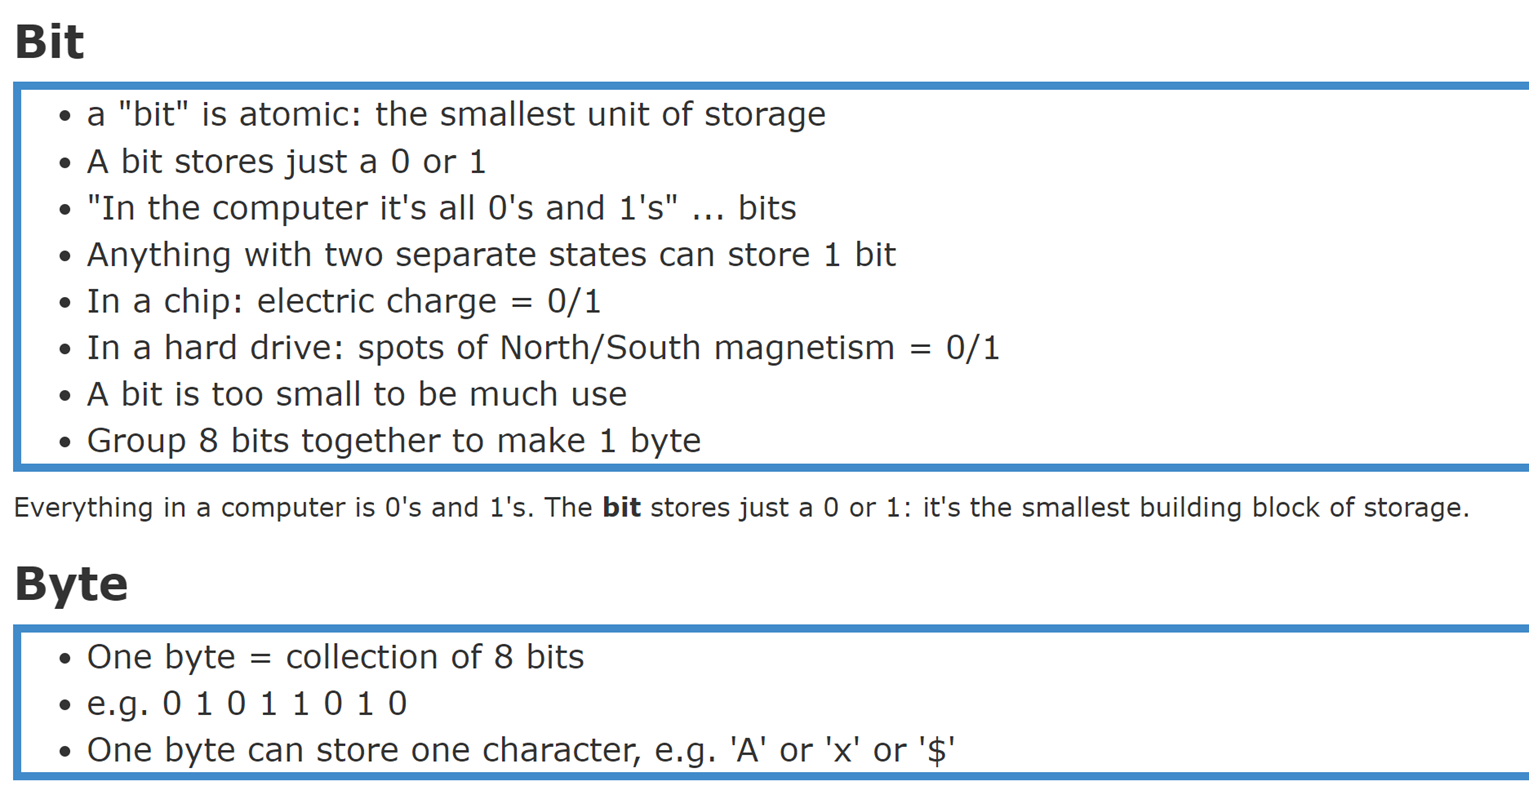 Bit
• a "bit" is atomic: the smallest unit of storage
• A bit stores just a 0 or 1
• "In the computer it's all 0's and 1's" ... bits
• Anything with two separate states can store 1 bit
• In a chip: electric charge = 0/1
• In a hard drive: spots of North/South magnetism = 0/1
• A bit is too small to be much use
• Group 8 bits together to make 1 byte
Everything in a computer is 0's and 1's. The bit stores just a 0 or 1: it's the smallest building block of storage.
Byte
• One byte = collection of 8 bits
• e.g. 0 1 0 1 1 0 1 0
• One byte can store one character, e.g. 'A' or 'x' or '$'